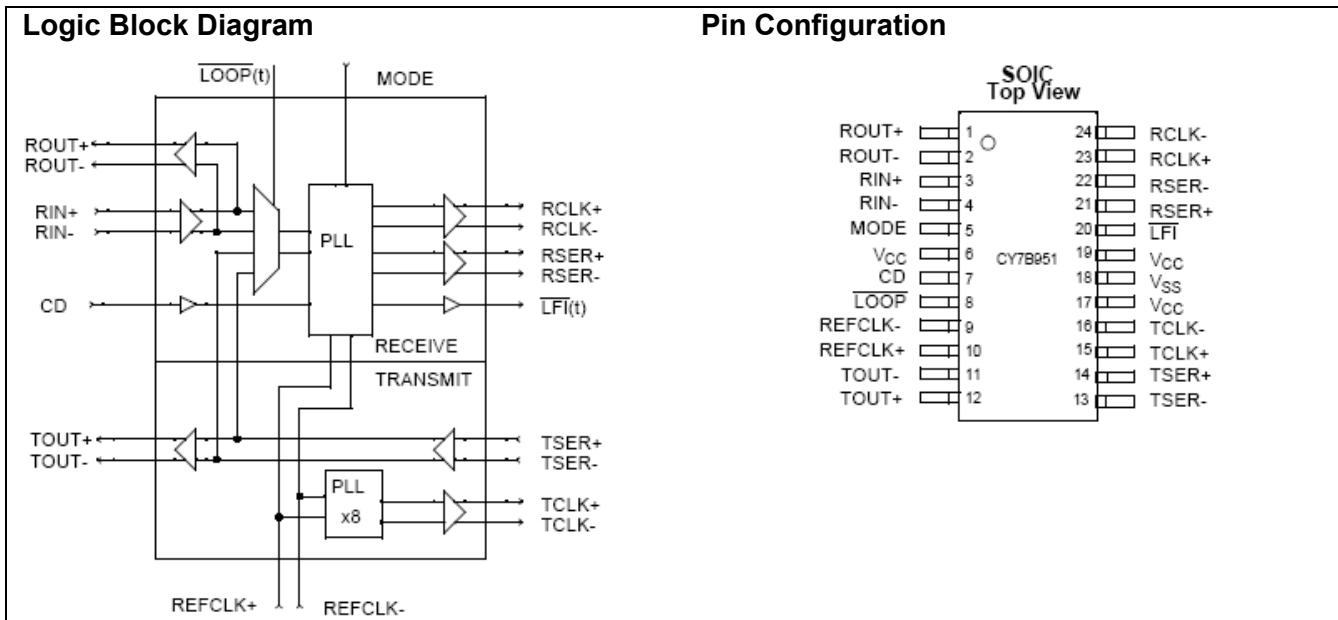 Logic Block Diagram
LOOP(t)
MODE
ROUT+
ROUT-
RIN+
RIN-
CD
PLL
RCLK+
RCLK-
RSER+
RSER-
LFI(t)
RECEIVE
TRANSMIT
TOUT+
TOUT-
TSER+
TSER-
PLL
x8
TCLK+
TCLK-
REFCLK+
REFCLK-
Pin Configuration
SOIC
Top View
ROUT+ 1
ROUT- 2
RIN+ 3
RIN- 4
MODE 5
VCC 6
CD 7
LOOP 8
REFCLK- 9
REFCLK+ 10
TOUT- 11
TOUT+ 12
CY7B951
24 RCLK-
23 RCLK+
22 RSER-
21 RSER+
20 LFI
19 VCC
18 VSS
17 VCC
16 TCLK-
15 TCLK+
14 TSER+
13 TSER-